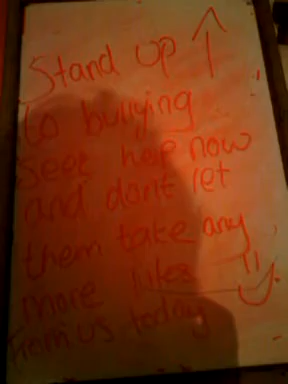 Stand up
to bullying
Seek help now
and dont let
them take any
more lifes
From us today